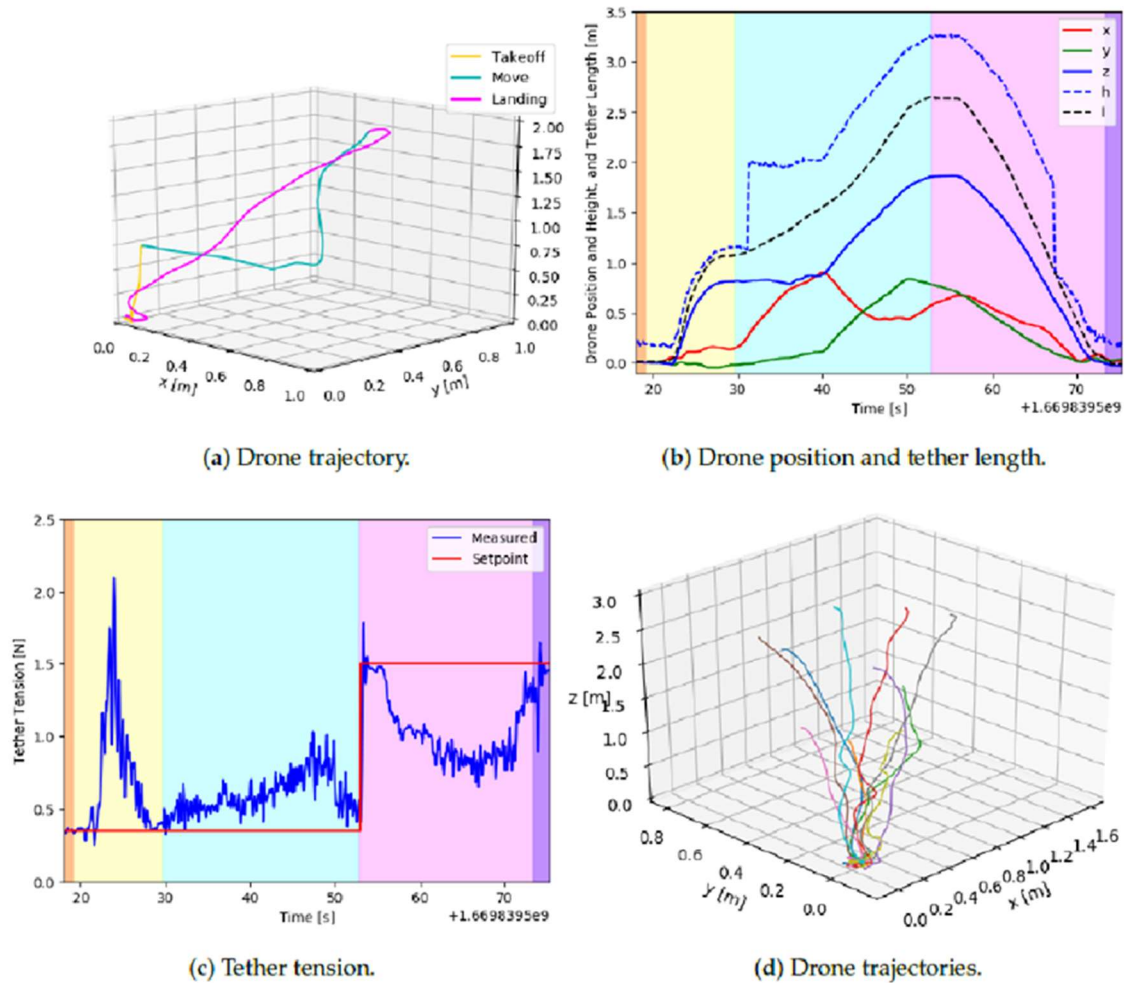 Takeoff
Move
Landing
2.00
1.75
1.50
1.25
1.00
0.75
0.50
0.25
0.00
0.0
0.2
0.4
0.6
0.8
1.0
x [m]
0.0
0.2
0.4
0.6
0.8
1.0
y [m]
(a) Drone trajectory.
Drone Position and Height, and Tether Length [m]
3.5
3.0
2.5
2.0
1.5
1.0
0.5
0.0
x
y
z
h
l
20
30
40
50
60
70
Time [s]
+1.6698395e9
(b) Drone position and tether length.
Tether Tension [N]
2.5
2.0
1.5
1.0
0.5
0.0
Measured
Setpoint
20
30
40
50
60
70
Time [s]
+1.6698395e9
(c) Tether tension.
3.0
2.5
2.0
z [m]
1.5
1.0
0.5
0.0
0.8
0.6
0.4
0.2
0.0
y [m]
0.0
0.2
0.4
0.6
0.8
1.0
1.2
1.4
1.6
x [m]
(d) Drone trajectories.